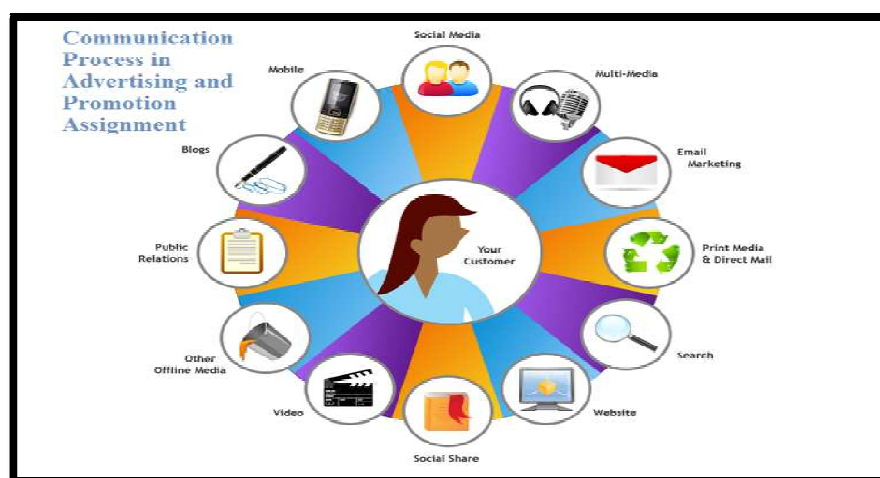 Communication
Process in
Advertising and
Promotion
Assignment
Social Media
Multi-Media
Email
Marketing
Print Media
& Direct Mail
Search
Website
Social Share
Video
Other
Offline Media
Public
Relations
Blogs
Mobile
Your
Customer